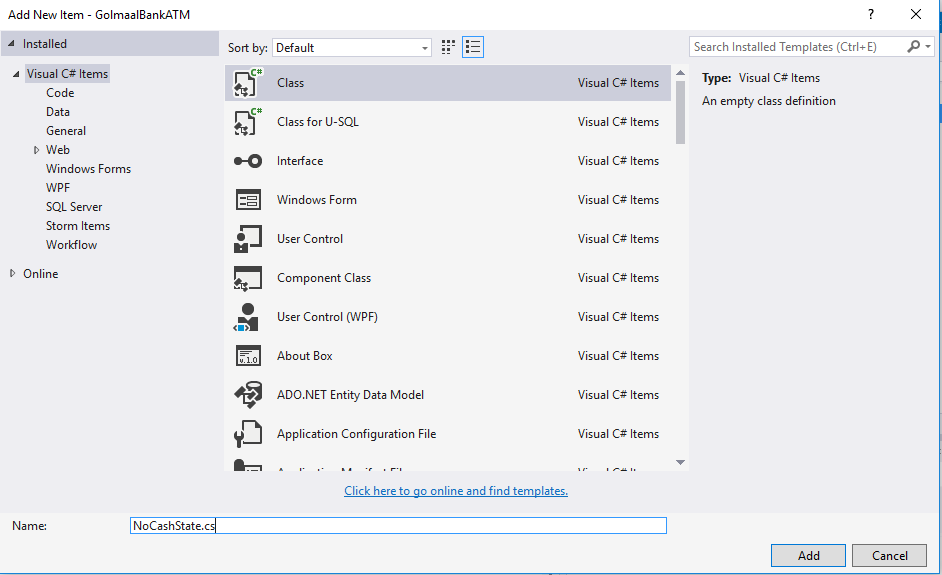 Add New Item - GolmaalBankATM
?
Installed
Sort by: Default
Search Installed Templates (Ctrl+E)
Visual C# Items
Code
Data
General
Web
Windows Forms
WPF
SQL Server
Storm Items
Workflow
Online
C# Class Visual C# Items
C# Class for U-SQL Visual C# Items
Interface Visual C# Items
Windows Form Visual C# Items
User Control Visual C# Items
Component Class Visual C# Items
User Control (WPF) Visual C# Items
v.1.0 About Box Visual C# Items
ADO.NET Entity Data Model Visual C# Items
Application Configuration File Visual C# Items
Type: Visual C# Items
An empty class definition
Click here to go online and find templates.
Name: NoCashState.cs
Add Cancel